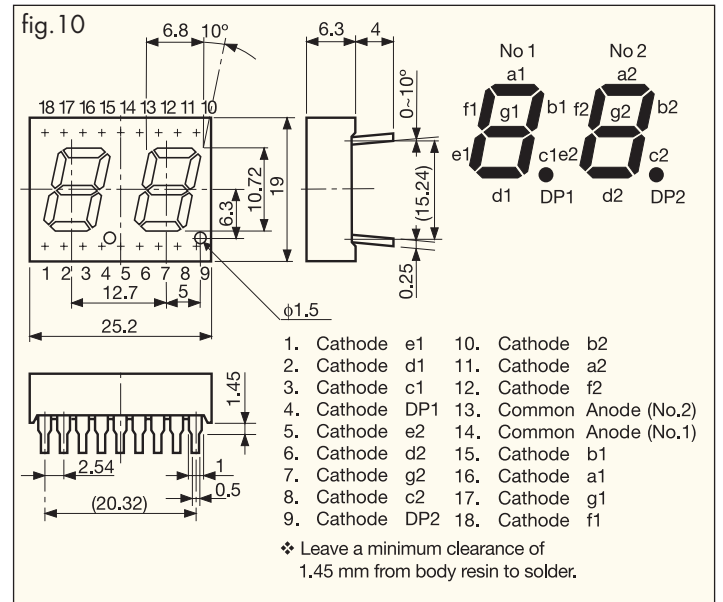 fig.10
6.8 10°
6.3 4
No 1 No 2
a1 a2
f1 g1 b1 f2 g2 b2
e1 c1 e2 c2
d1 DP1 d2 DP2
18 17 16 15 14 13 12 11 10
0~10°
10.72
19
6.3
(15.24)
0.25
1 2 3 4 5 6 7 8 9
12.7 5
φ1.5
25.2
1.45
2.54
1
0.5
(20.32)
1. Cathode e1 10. Cathode b2
2. Cathode d1 11. Cathode a2
3. Cathode c1 12. Cathode f2
4. Cathode DP1 13. Common Anode (No.2)
5. Cathode e2 14. Common Anode (No.1)
6. Cathode d2 15. Cathode b1
7. Cathode g2 16. Cathode a1
8. Cathode c2 17. Cathode g1
9. Cathode DP2 18. Cathode f1
❖ Leave a minimum clearance of
1.45 mm from body resin to solder.